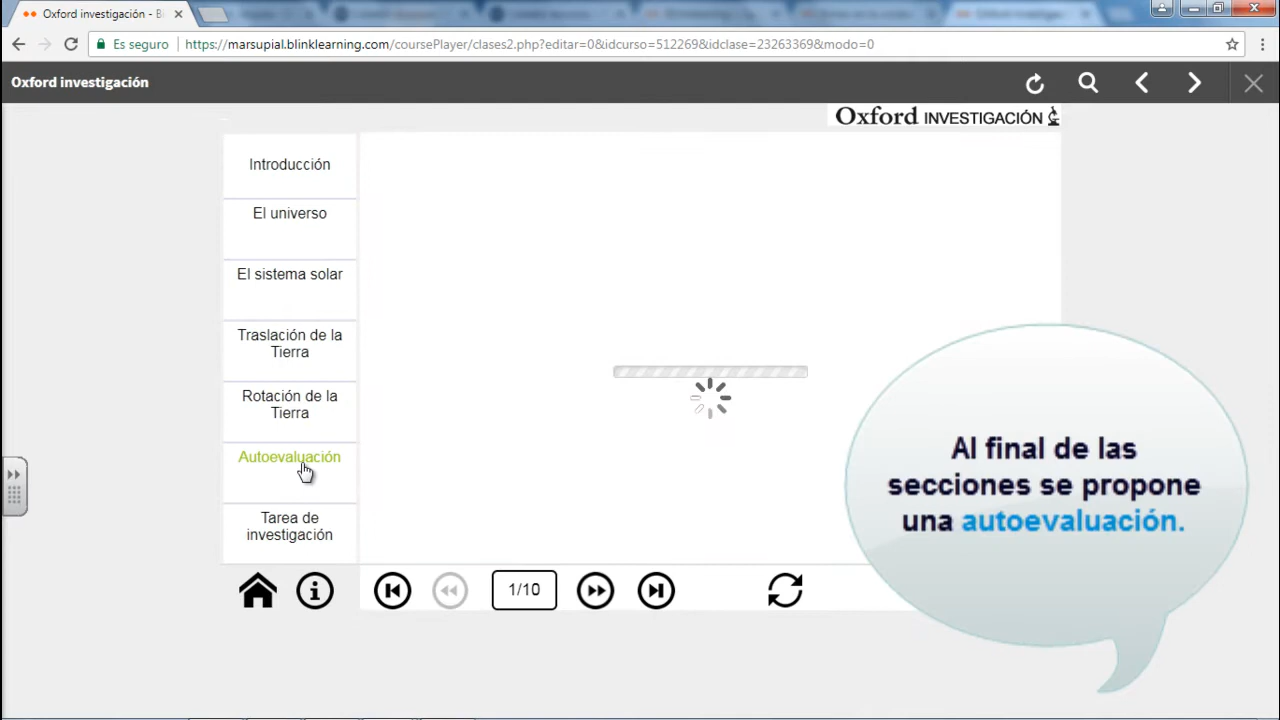 Oxford investigación - Bl
Es seguro
https://marsupial.blinklearning.com/coursePlayer/clases2.php?editar=0&idcurso=512269&idclase=23263369&modo=0
Oxford investigación
Oxford INVESTIGACIÓN
Introducción
El universo
El sistema solar
Traslación de la
Tierra
Rotación de la
Tierra
Autoevaluación
Tarea de
investigación
1/10
Al final de las
secciones se propone
una autoevaluación.